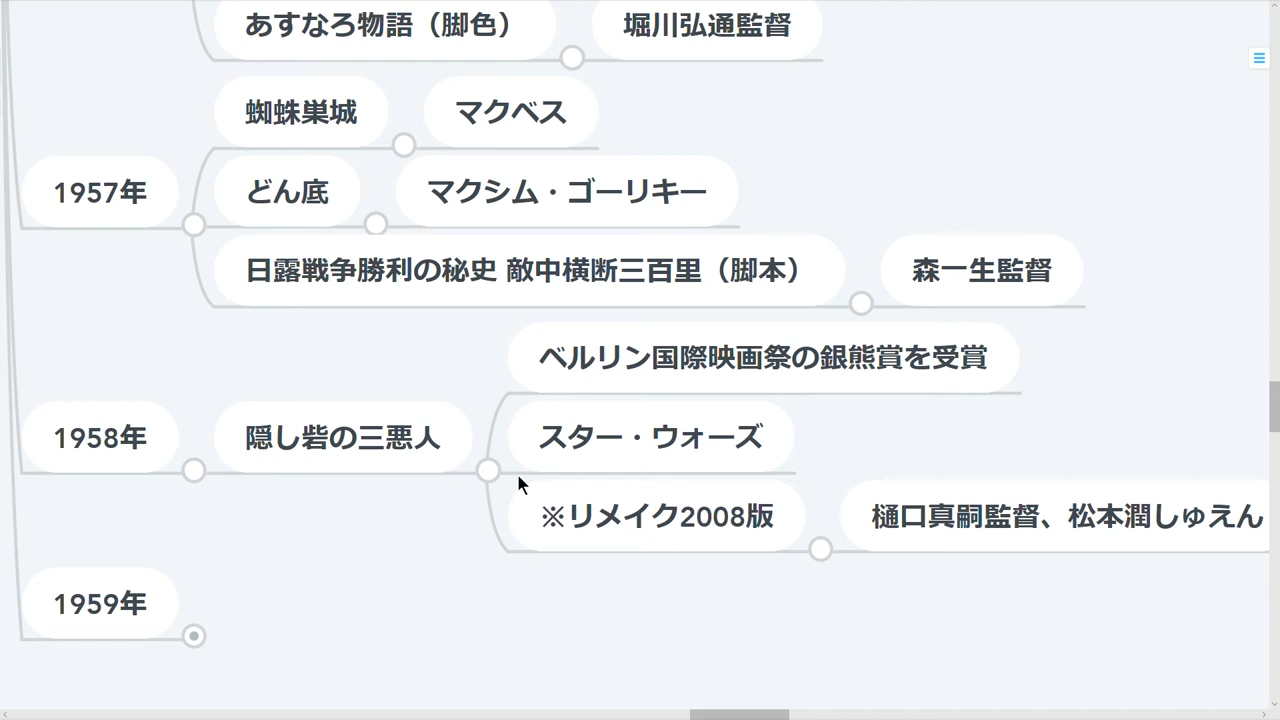 あすなろ物語（脚色） 堀川弘通監督
蜘蛛巣城 マクベス
1957年 どん底 マクシム・ゴーリキー
日露戦争勝利の秘史 敵中横断三百里（脚本） 森一生監督
ベルリン国際映画祭の銀熊賞を受賞
1958年 隠し砦の三悪人 スター・ウォーズ
※リメイク2008版 樋口真嗣監督、松本潤しゅえん
1959年